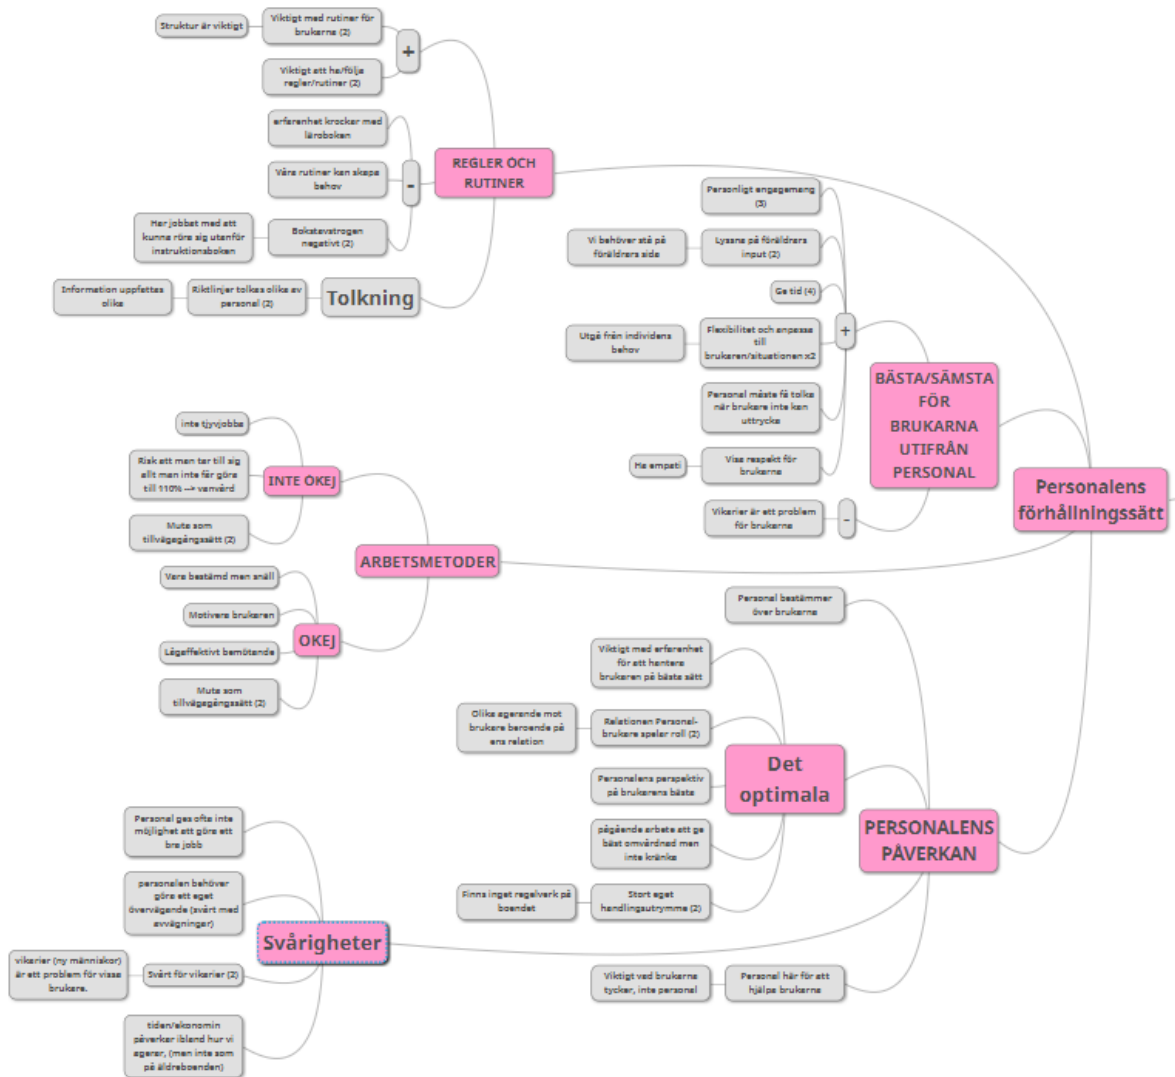 Struktur är viktigt
Viktigt med rutiner för
brukarna (2)
+
Viktigt att ha/följa
regler/rutiner (2)
erfarenhet krockar med
läroboken
Våra rutiner kan skapa
behov
-
Bokstavstrogen
negativt (2)
Har jobbat med att
kunna röra sig utanför
instruktionsboken
REGLER OCH
RUTINER
Information uppfattas
olika
Riktlinjer tolkas olika av
personal (2)
Tolkning
Personligt engagemang
(3)
Vi behöver stå på
föräldrars sida
Lyssna på föräldrars
input (2)
Ge tid (4)
+
Utgå från individens
behov
Flexibilitet och anpassa
till
brukaren/situationen x2
Personal måste få tolka
när brukare inte kan
uttrycka
Ha empati
Visa respekt för
brukarna
Vikarier är ett problem
för brukarna
-
BÄSTA/SÄMSTA
FÖR
BRUKARNA
UTIFRÅN
PERSONAL
Personalens
förhållningssätt
inte tjyvjobba
Risk att man tar till sig
allt man inte får göra
till 110% --> vanvård
Muta som
tillvägagångssätt (2)
INTE OKEJ
ARBETSMETODER
Vara bestämd men snäll
Motivera brukaren
Lågaffektivt bemötande
Muta som
tillvägagångssätt (2)
OKEJ
Personal bestämmer
över brukarna
Viktigt med erfarenhet
för att hantera
brukaren på bästa sätt
Olika agerande mot
brukare beroende på
ens relation
Relationen Personal-
brukare spelar roll (2)
Personalens perspektiv
på brukarens bästa
pågående arbete att ge
bäst omvårdnad men
inte kränka
Finns inget regelverk på
boendet
Stort eget
handlingsutrymme (2)
Det
optimala
PERSONALENS
PÅVERKAN
Personal ges ofta inte
möjlighet att göra ett
bra jobb
personalen behöver
göra ett eget
övervägande (svårt med
avvägningar)
vikarier (ny människor)
är ett problem för vissa
brukare.
Svårt för vikarier (2)
tiden/ekonomin
påverkar ibland hur vi
agerar, (men inte som
på äldreboenden)
Svårigheter
Viktigt vad brukarna
tycker, inte personal
Personal här för att
hjälpa brukarna